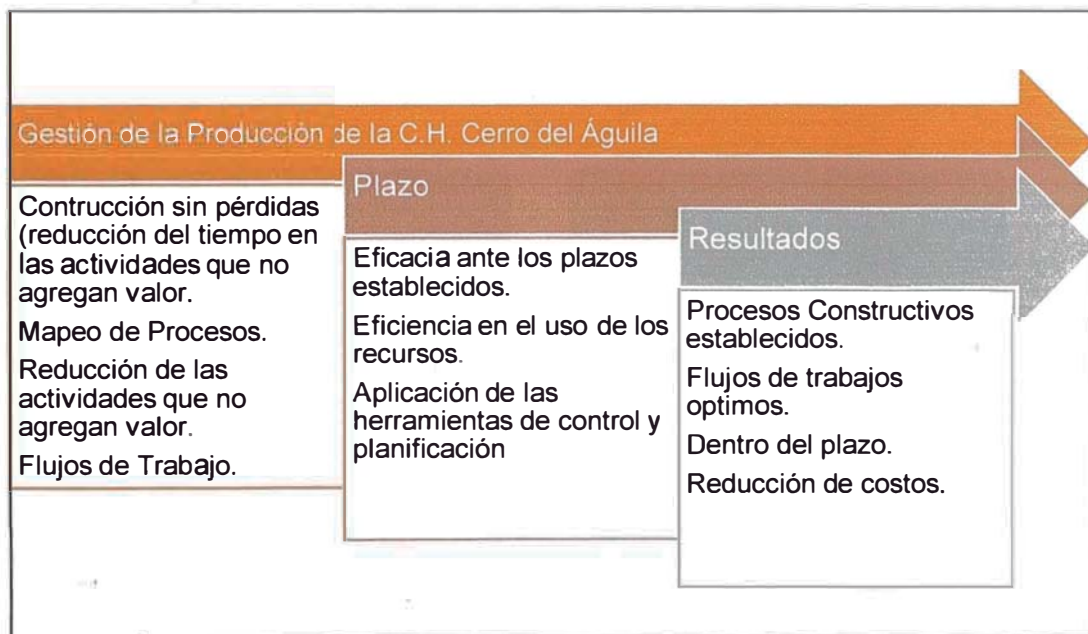 Gestión de la Producción de la C.H. Cerro del Águila
Contrucción sin pérdidas
(reducción del tiempo en
las actividades que no
agregan valor.
Mapeo de Procesos.
Reducción de las
actividades que no
agregan valor.
Flujos de Trabajo.
Plazo
Eficacia ante los plazos
establecidos.
Eficiencia en el uso de los
recursos.
Aplicación de las
herramientas de control y
planificación
Resultados
Procesos Constructivos
establecidos.
Flujos de trabajos
optimos.
Dentro del plazo.
Reducción de costos.